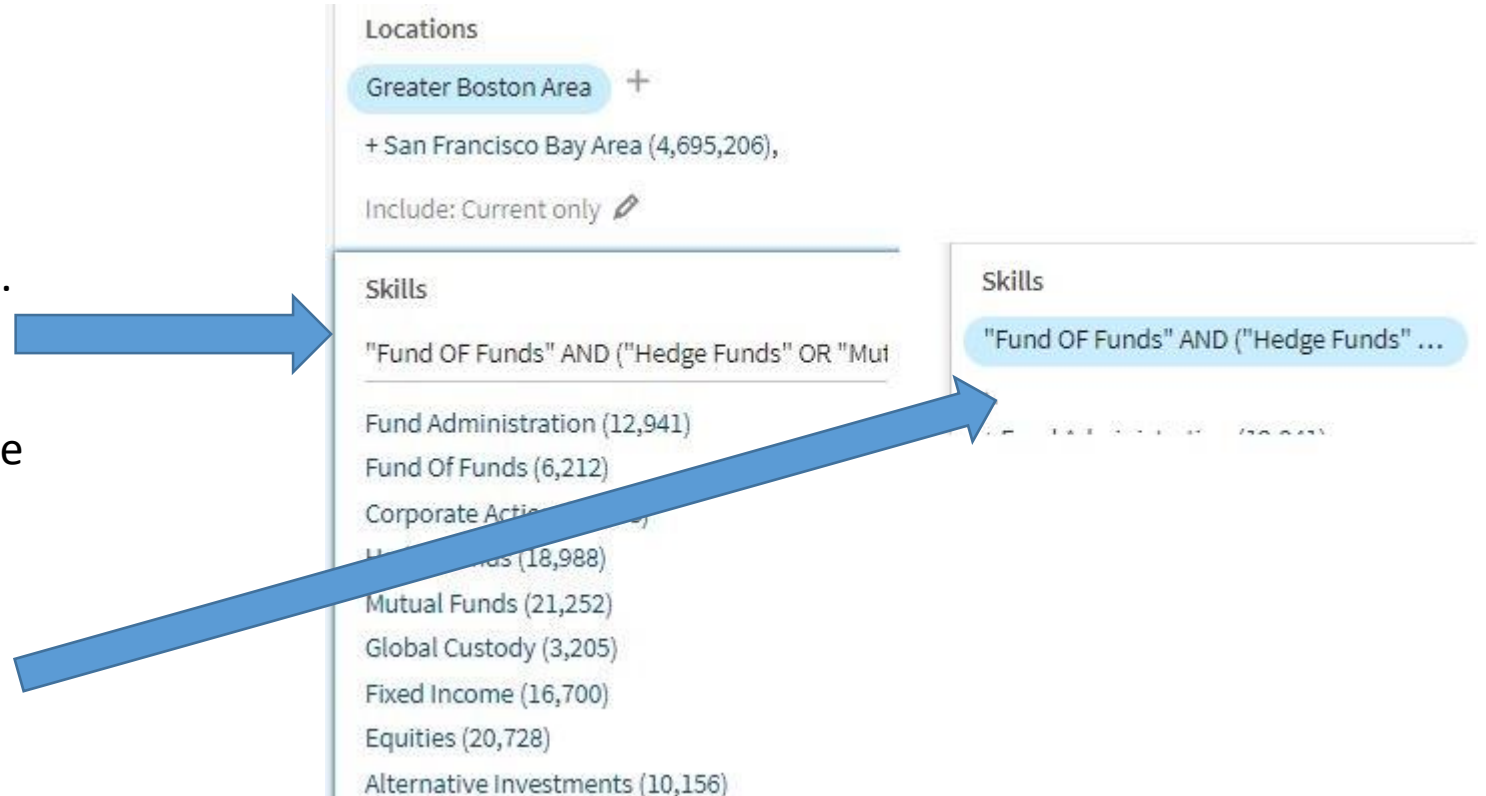 Locations
Greater Boston Area +
+ San Francisco Bay Area (4,695,206),
Include: Current only
.
e
Skills
"Fund OF Funds" AND ("Hedge Funds" OR "Mut
Fund Administration (12,941)
Fund Of Funds (6,212)
Corporate
(18,988)
Mutual Funds (21,252)
Global Custody (3,205)
Fixed Income (16,700)
Equities (20,728)
Alternative Investments (10,156)
Skills
"Fund OF Funds" AND ("Hedge Funds" ...